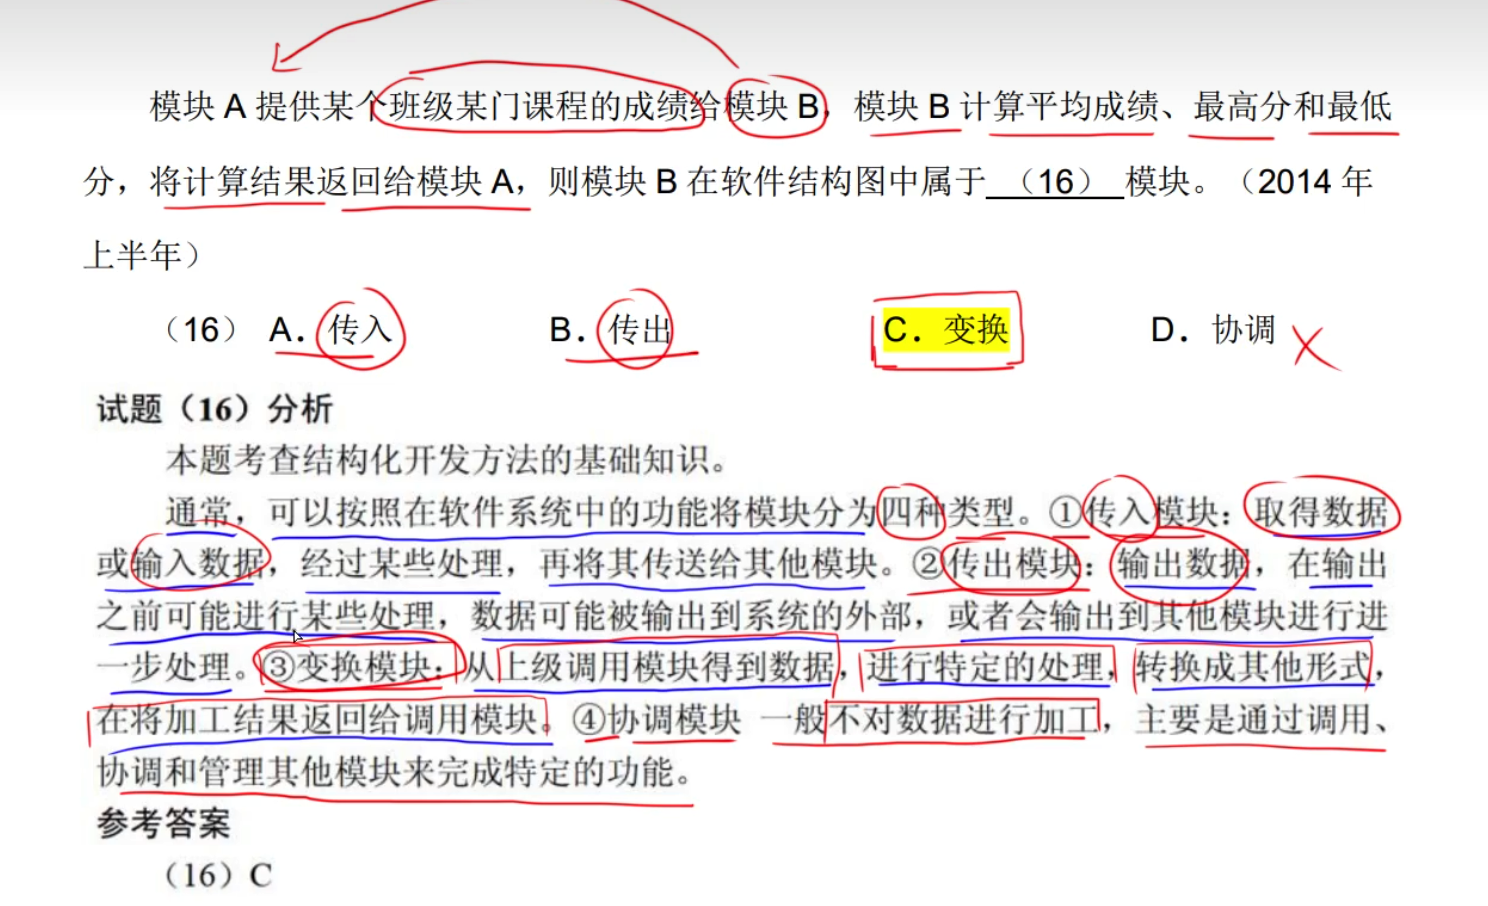 模块 A 提供某个班级某门课程的成绩给模块 B，模块 B 计算平均成绩、最高分和最低
分，将计算结果返回给模块 A，则模块 B 在软件结构图中属于 （16） 模块。（2014 年
上半年）
（16） A．传入 B．传出 C．变换 D．协调
试题（16）分析
本题考查结构化开发方法的基础知识。
通常，可以按照在软件系统中的功能将模块分为四种类型。①传入模块：取得数据
或输入数据，经过某些处理，再将其传送给其他模块。②传出模块：输出数据，在输出
之前可能进行某些处理，数据可能被输出到系统的外部，或者会输出到其他模块进行进
一步处理。③变换模块：从上级调用模块得到数据，进行特定的处理，转换成其他形式，
在将加工结果返回给调用模块。④协调模块 一般不对数据进行加工，主要是通过调用、
协调和管理其他模块来完成特定的功能。
参考答案
（16）C